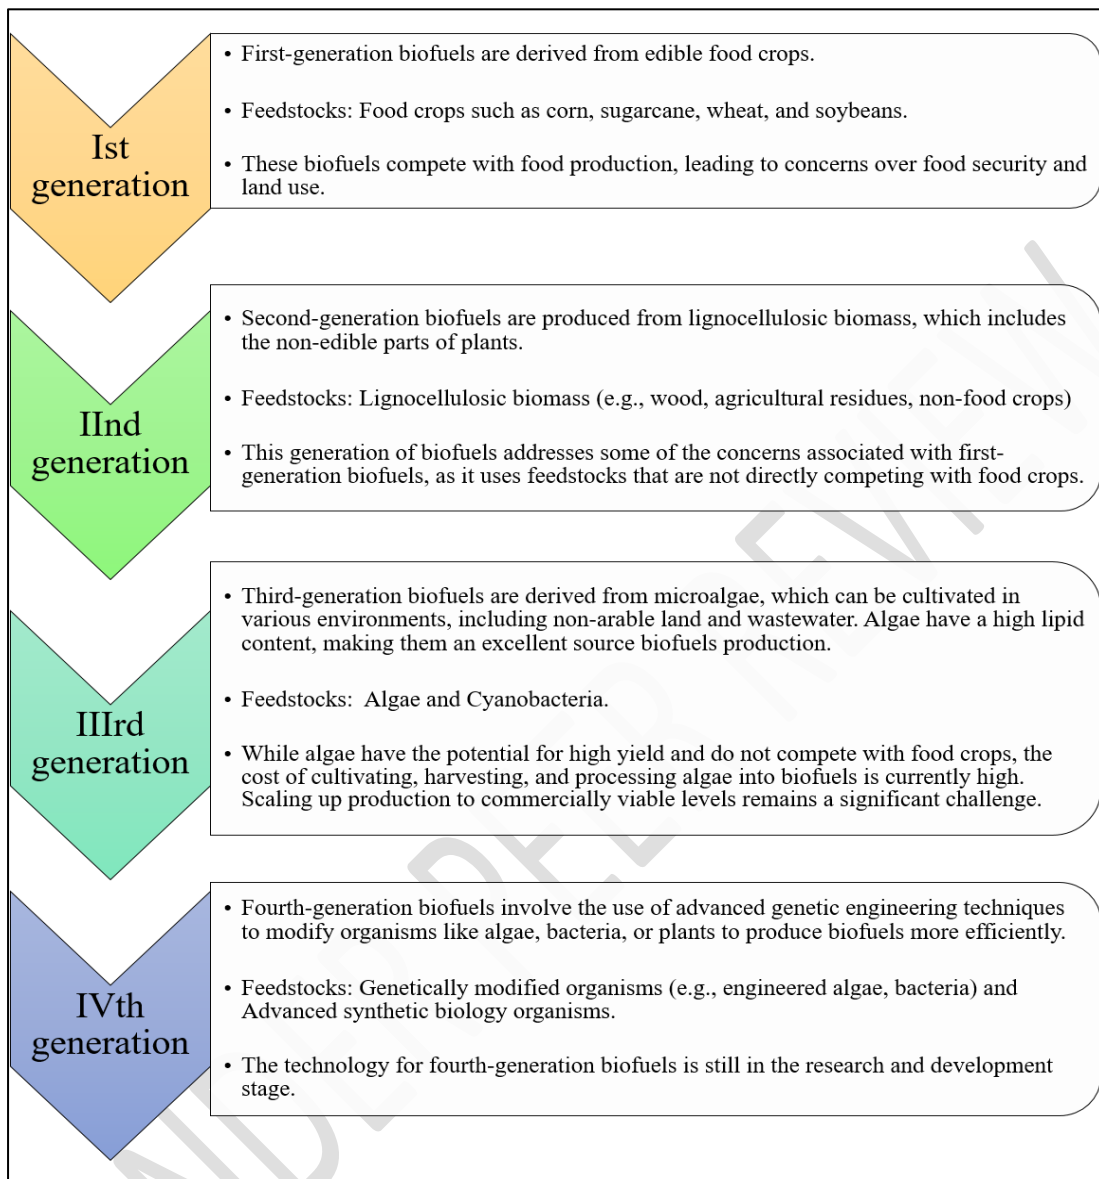 Ist
generation
• First-generation biofuels are derived from edible food crops.
• Feedstocks: Food crops such as corn, sugarcane, wheat, and soybeans.
• These biofuels compete with food production, leading to concerns over food security and
land use.
IInd
generation
• Second-generation biofuels are produced from lignocellulosic biomass, which includes
the non-edible parts of plants.
• Feedstocks: Lignocellulosic biomass (e.g., wood, agricultural residues, non-food crops)
• This generation of biofuels addresses some of the concerns associated with first-
generation biofuels, as it uses feedstocks that are not directly competing with food crops.
IIIrd
generation
• Third-generation biofuels are derived from microalgae, which can be cultivated in
various environments, including non-arable land and wastewater. Algae have a high lipid
content, making them an excellent source biofuels production.
• Feedstocks:  Algae and Cyanobacteria.
• While algae have the potential for high yield and do not compete with food crops, the
cost of cultivating, harvesting, and processing algae into biofuels is currently high.
Scaling up production to commercially viable levels remains a significant challenge.
IVth
generation
• Fourth-generation biofuels involve the use of advanced genetic engineering techniques
to modify organisms like algae, bacteria, or plants to produce biofuels more efficiently.
• Feedstocks: Genetically modified organisms (e.g., engineered algae, bacteria) and
Advanced synthetic biology organisms.
• The technology for fourth-generation biofuels is still in the research and development
stage.
PEER REVIEW